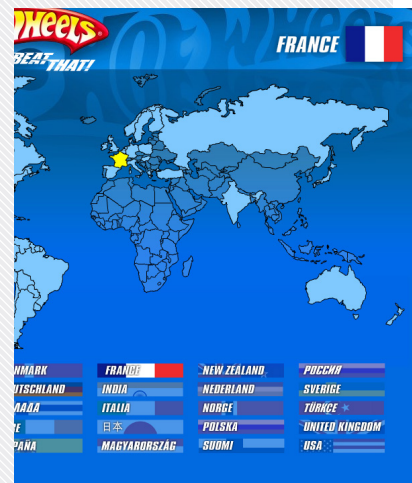 WHEELS
BEAT THAT!
FRANCE
NMARK FRANCE NEW ZEALAND РОССИЯ
UTSCHLAND INDIA NEDERLAND SVERIGE
ITALIA NORGE TÜRKÇE
日本 POLSKA UNITED KINGDOM
PAÑA MAGYARORSZÁG SUOMI USA